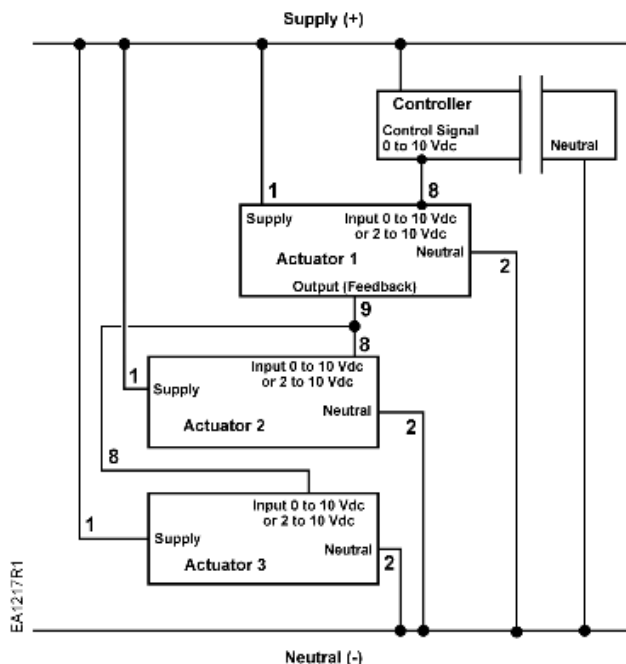 Supply (+)
Controller
Control Signal
0 to 10 Vdc
Neutral
1
8
Supply
Input 0 to 10 Vdc
or 2 to 10 Vdc
Neutral
Actuator 1
2
Output (Feedback)
9
8
Input 0 to 10 Vdc
or 2 to 10 Vdc
1
Supply
Neutral
Actuator 2
2
8
Input 0 to 10 Vdc
or 2 to 10 Vdc
1
Supply
Neutral
Actuator 3
2
EA1217R1
Neutral (-)